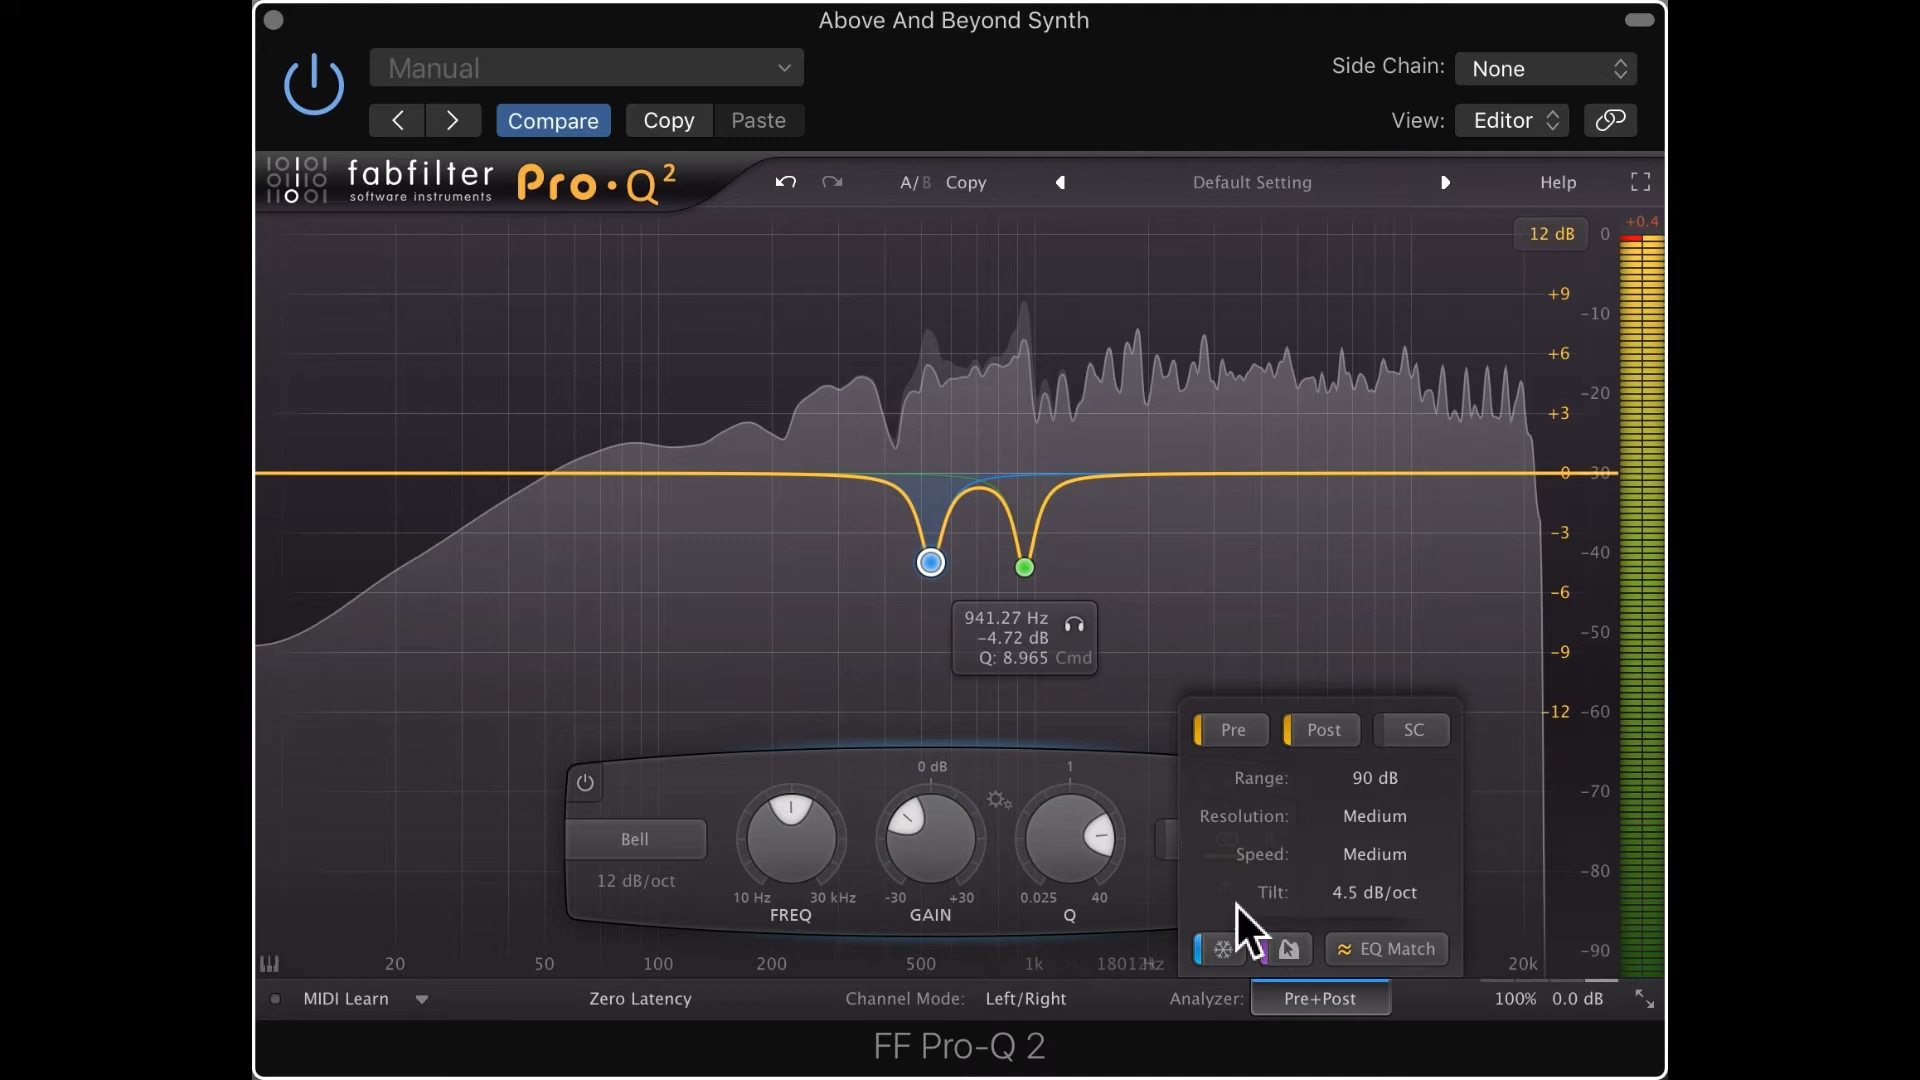 Above And Beyond Synth
Manual
Side Chain: None
Compare Copy Paste
View: Editor
fabfilter
software instruments
Pro·Q2
A/B Copy
Default Setting
Help
+0.4
12 dB 0
+9
-10
+6
-20
+3
0 -30
-3
-40
-6
-50
-9
-12 -60
-70
-80
-90
941.27 Hz
-4.72 dB
Q: 8.965 Cmd
Pre Post SC
Range: 90 dB
Resolution: Medium
Speed: Medium
Tilt: 4.5 dB/oct
EQ Match
0 dB 1
Bell
12 dB/oct
10 Hz 30 kHz -30 +30 0.025 40
FREQ GAIN Q
20 50 100 200 500 1k 20k
MIDI Learn
Zero Latency
Channel Mode: Left/Right
Analyzer: Pre+Post
100% 0.0 dB
FF Pro-Q 2